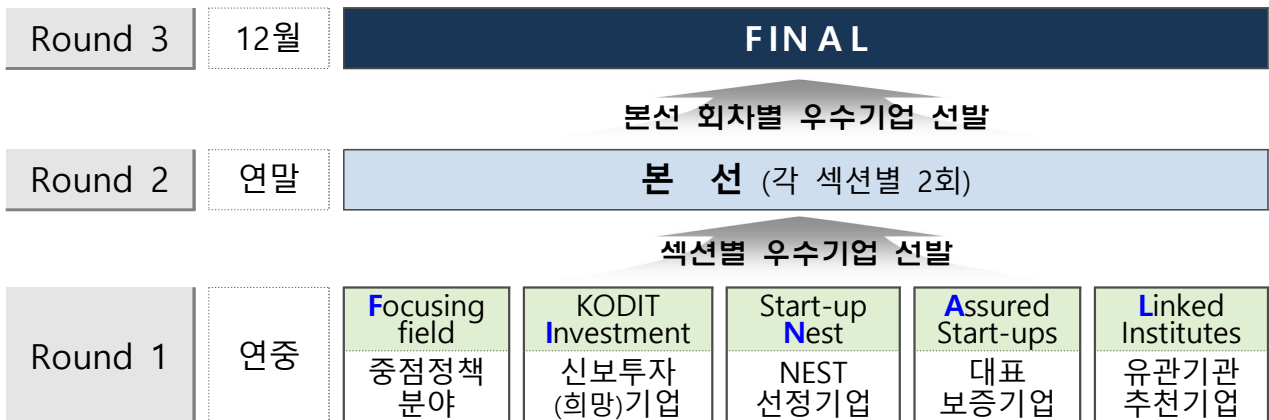 Round 3
12월
FINAL
본선 회차별 우수기업 선발
Round 2
연말
본 선 (각 섹션별 2회)
섹션별 우수기업 선발
Round 1
연중
Focusing
field
중점정책
분야
KODIT
Investment
신보투자
(희망)기업
Start-up
Nest
NEST
선정기업
Assured
Start-ups
대표
보증기업
Linked
Institutes
유관기관
추천기업